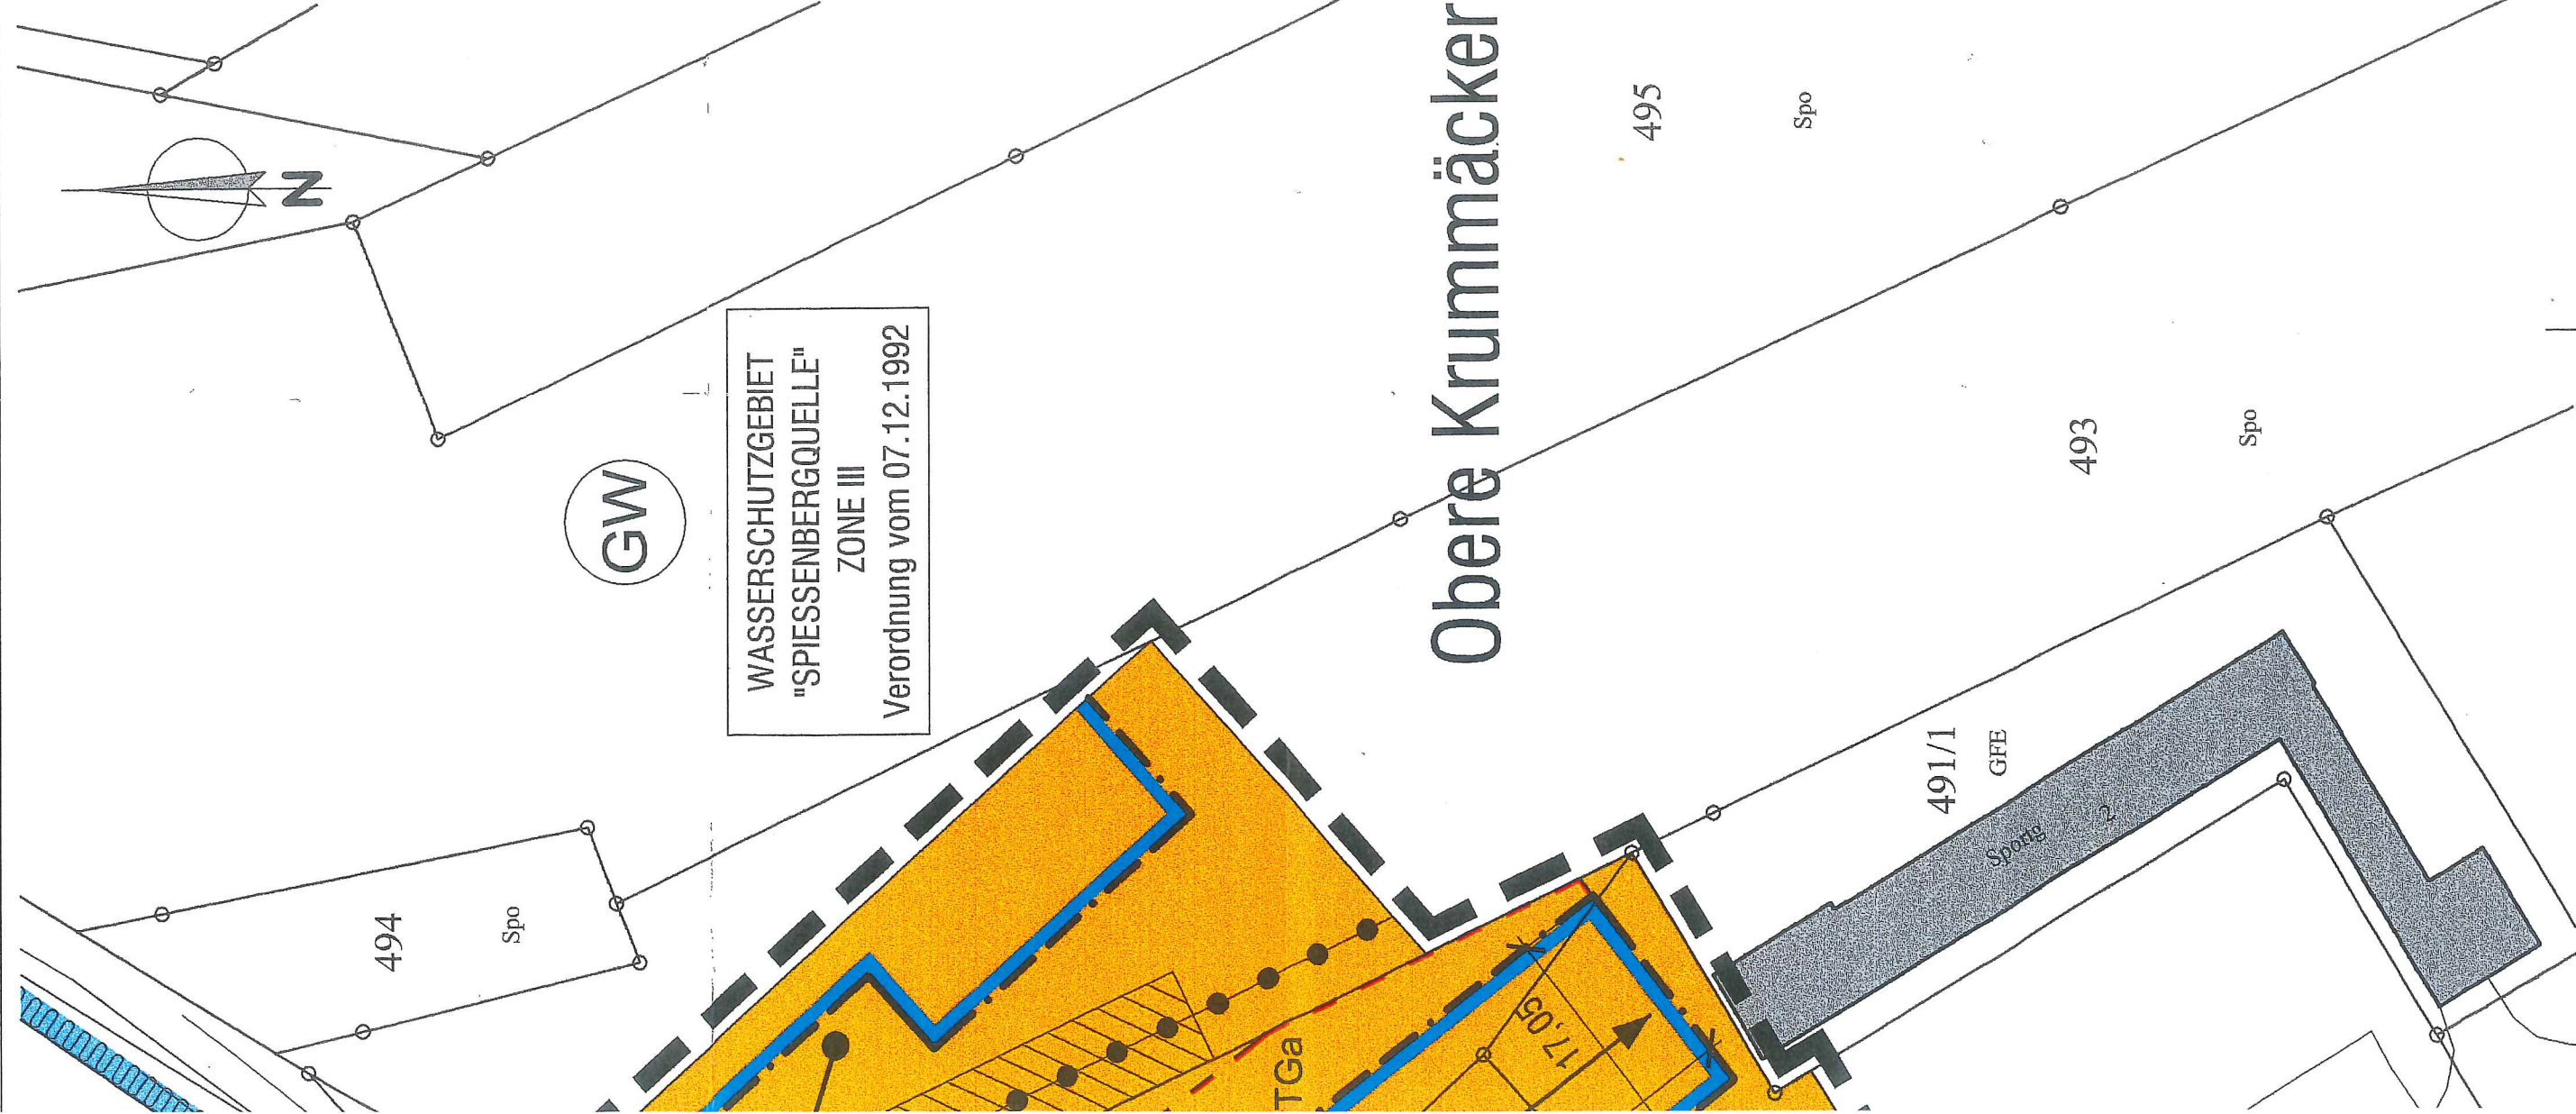 N
GW
WASSERSCHUTZGEBIET
"SPIESSENBERGQUELLE"
ZONE III
Verordnung vom 07.12.1992
Obere Krummäcker
495
Spo
493
Spo
494
Spo
491/1
GFE
Sportg
2
17,05
TGa